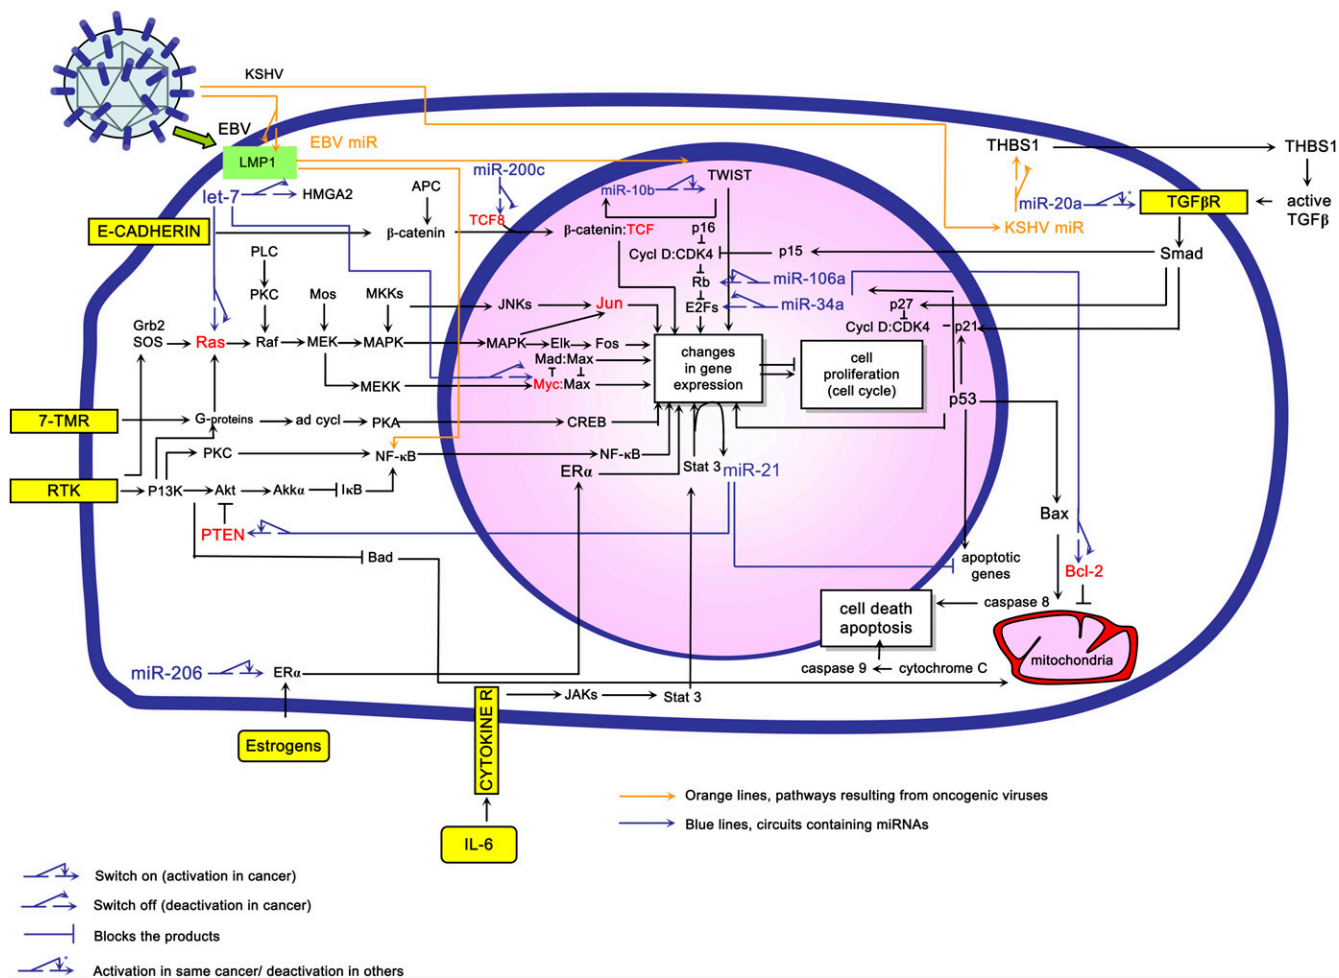 KSHV
EBV
EBV miR
LMP1
let-7
HMGA2
APC
miR-200c
TCF8
miR-10b
TWIST
THBS1
THBS1
miR-20a
TGFβR
active
TGFβ
KSHV miR
E-CADHERIN
β-catenin
β-catenin:TCF
p16
Cycl D:CDK4
p15
Smad
PLC
PKC
Mos
MKKs
JNKs
Jun
Rb
miR-106a
E2Fs
miR-34a
p27
Cycl D:CDK4
p21
Grb2
SOS
Ras
Raf
MEK
MAPK
MAPK
Elk
Fos
Mad:Max
MEKK
Myc:Max
changes
in gene
expression
cell
proliferation
(cell cycle)
p53
7-TMR
G-proteins
ad cycl
PKA
CREB
PKC
NF-κB
NF-κB
ERα
Stat 3
miR-21
RTK
P13K
Akt
Akkα
IκB
PTEN
Bad
Bax
apoptotic
genes
Bcl-2
caspase 8
cell death
apoptosis
mitochondria
caspase 9
cytochrome C
miR-206
ERα
JAKs
Stat 3
Estrogens
CYTOKINE R
IL-6
Orange lines, pathways resulting from oncogenic viruses
Blue lines, circuits containing miRNAs
Switch on (activation in cancer)
Switch off (deactivation in cancer)
Blocks the products
Activation in same cancer/ deactivation in others